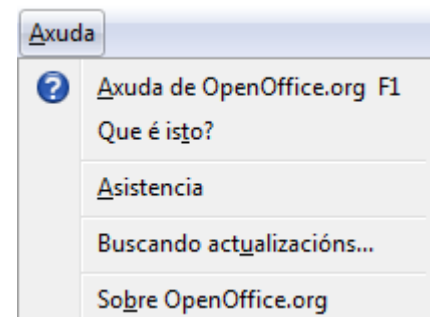 Axuda
Axuda de OpenOffice.org F1
Que é isto?
Asistencia
Buscando actualizacións...
Sobre OpenOffice.org